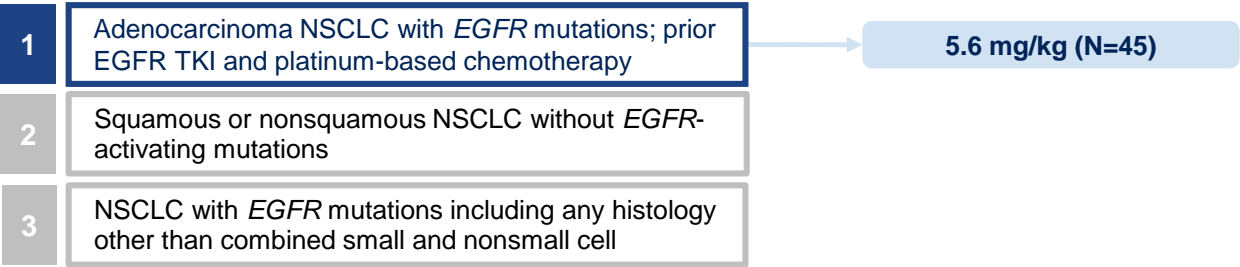 1
Adenocarcinoma NSCLC with EGFR mutations; prior
EGFR TKI and platinum-based chemotherapy
5.6 mg/kg (N=45)
2
Squamous or nonsquamous NSCLC without EGFR-
activating mutations
3
NSCLC with EGFR mutations including any histology
other than combined small and nonsmall cell